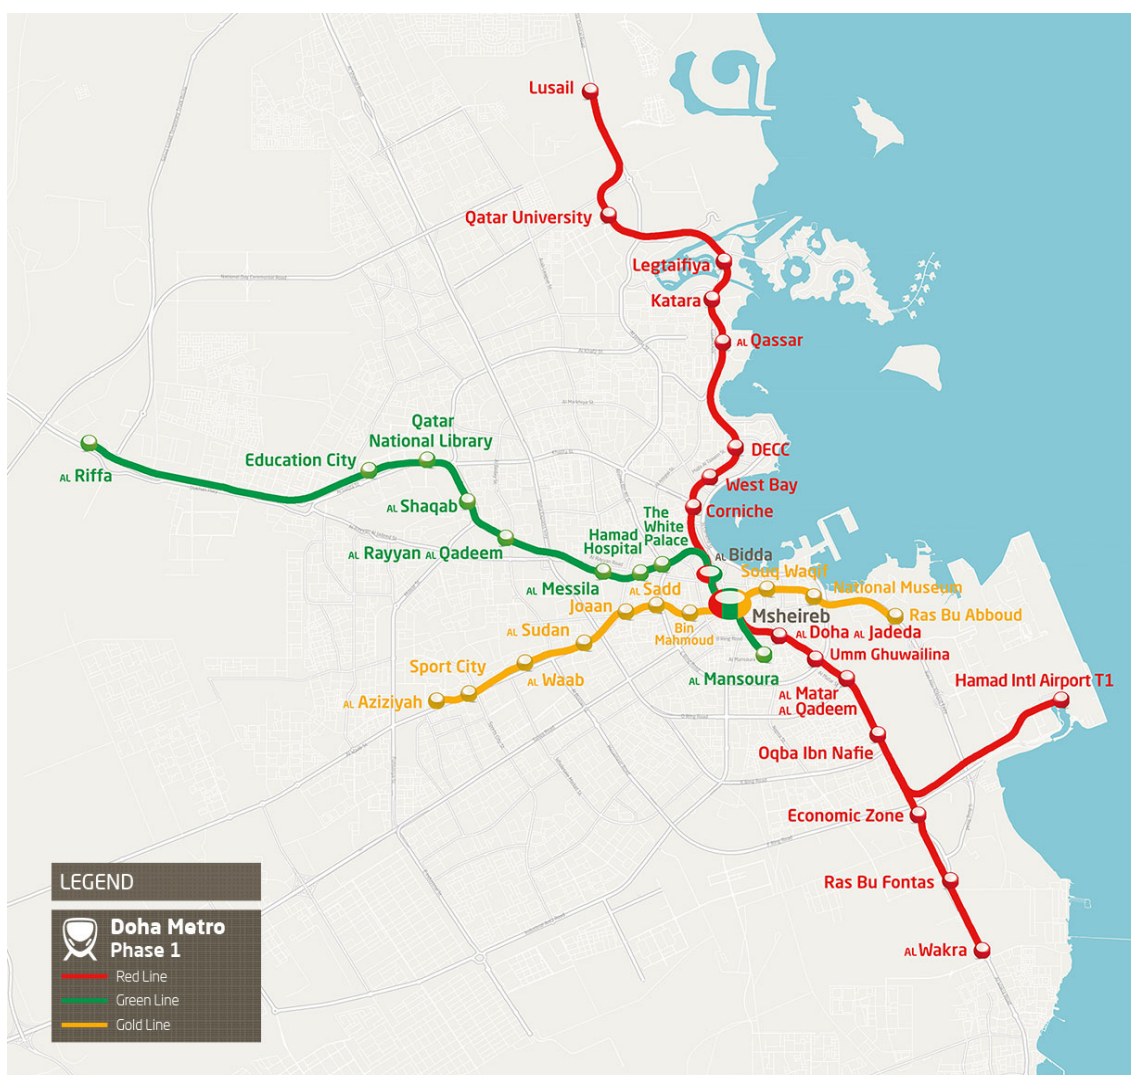 Lusail
Qatar University
Legtaifiya
Katara
AL Qassar
DECC
West Bay
Corniche
AL Bidda
Qatar
National Library
Education City
AL Riffa
AL Shaqab
AL Rayyan AL Qadeem
AL Messila
Hamad
Hospital
The
White
Palace
Souq Waqif
National Museum
Ras Bu Abboud
Msheireb
AL Sadd
Joaan
Bin
Mahmoud
AL Sudan
Sport City
AL Waab
AL Aziziyah
AL Mansoura
AL Doha AL Jadeda
Umm Ghuwailina
AL Matar
AL Qadeem
Hamad Intl Airport T1
Oqba Ibn Nafie
Economic Zone
Ras Bu Fontas
AL Wakra
LEGEND
Doha Metro
Phase 1
Red Line
Green Line
Gold Line